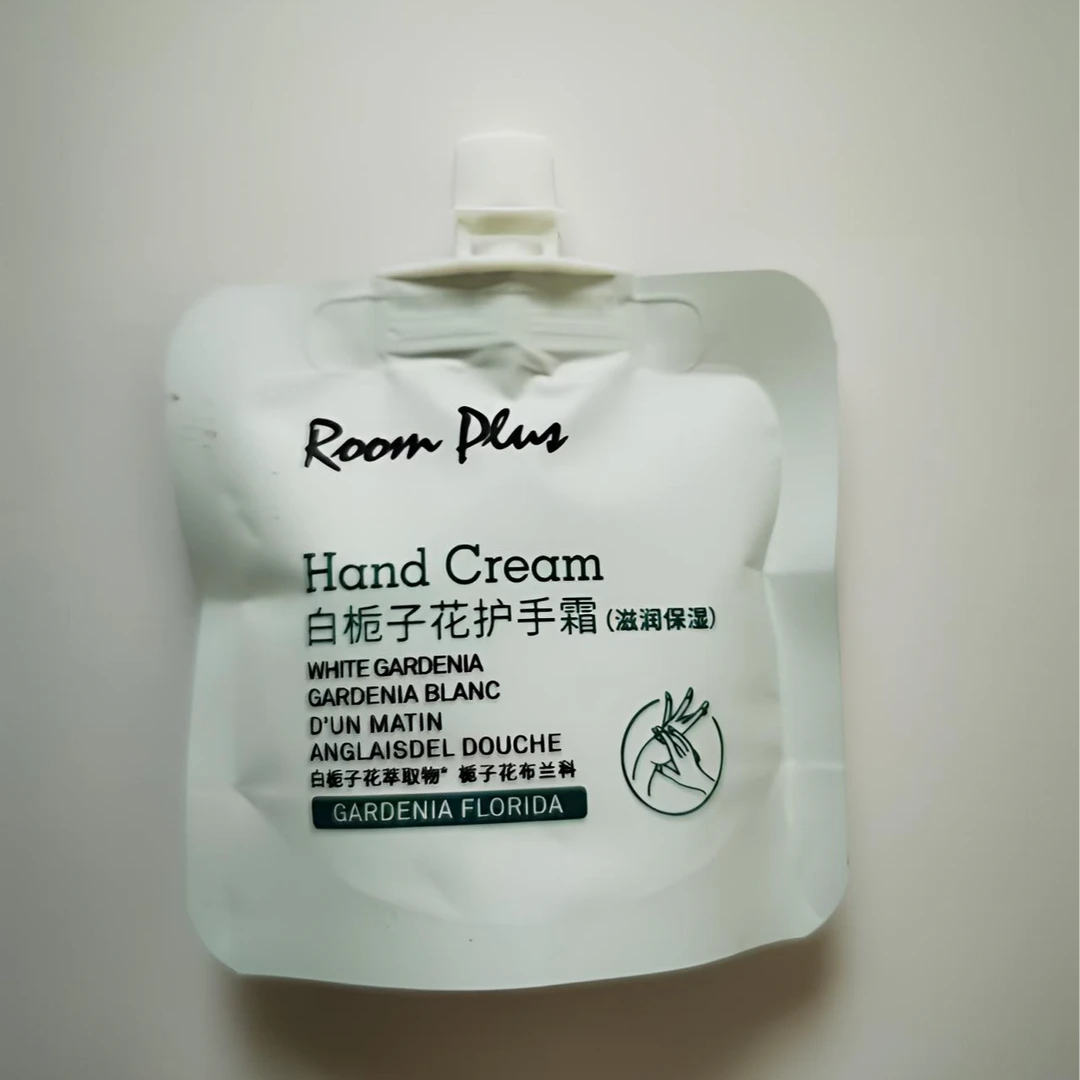 Room Plus
Hand Cream
白栀子花护手霜(滋润保湿)
WHITE GARDENIA
GARDENIA BLANC
D'UN MATIN
ANGLAISDEL DOUCHE
白栀子花萃取物* 栀子花布兰科
GARDENIA FLORIDA